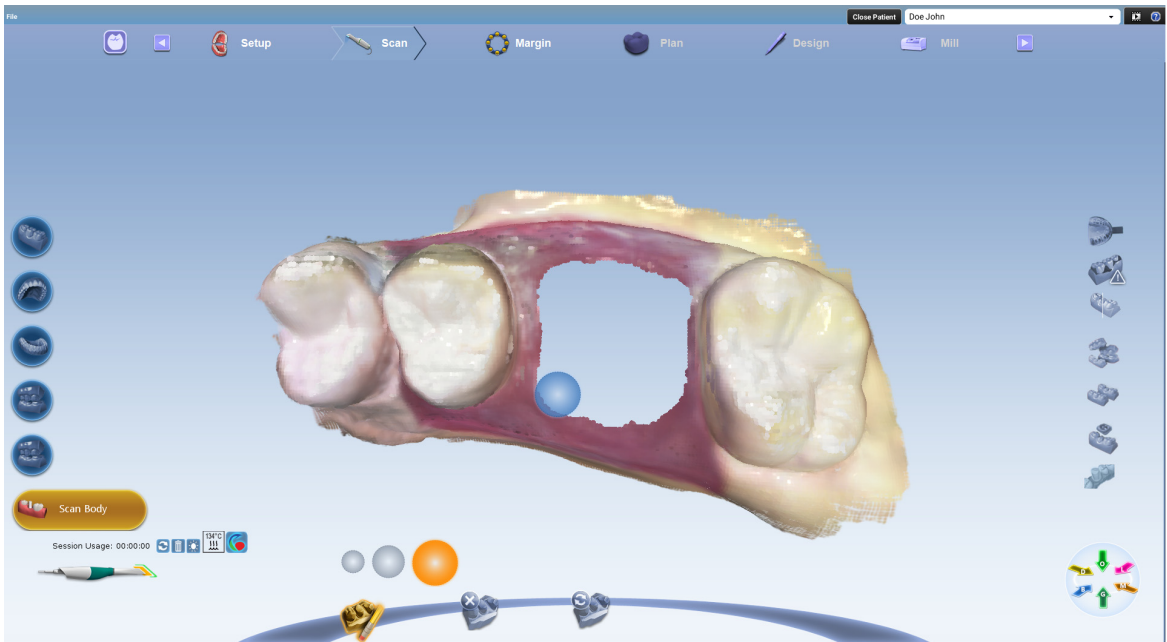 File
Close Patient
Doe John
Setup
Scan
Margin
Plan
Design
Mill
Scan Body
Session Usage: 00:00:00
134°C
O
D
L
B
M
G